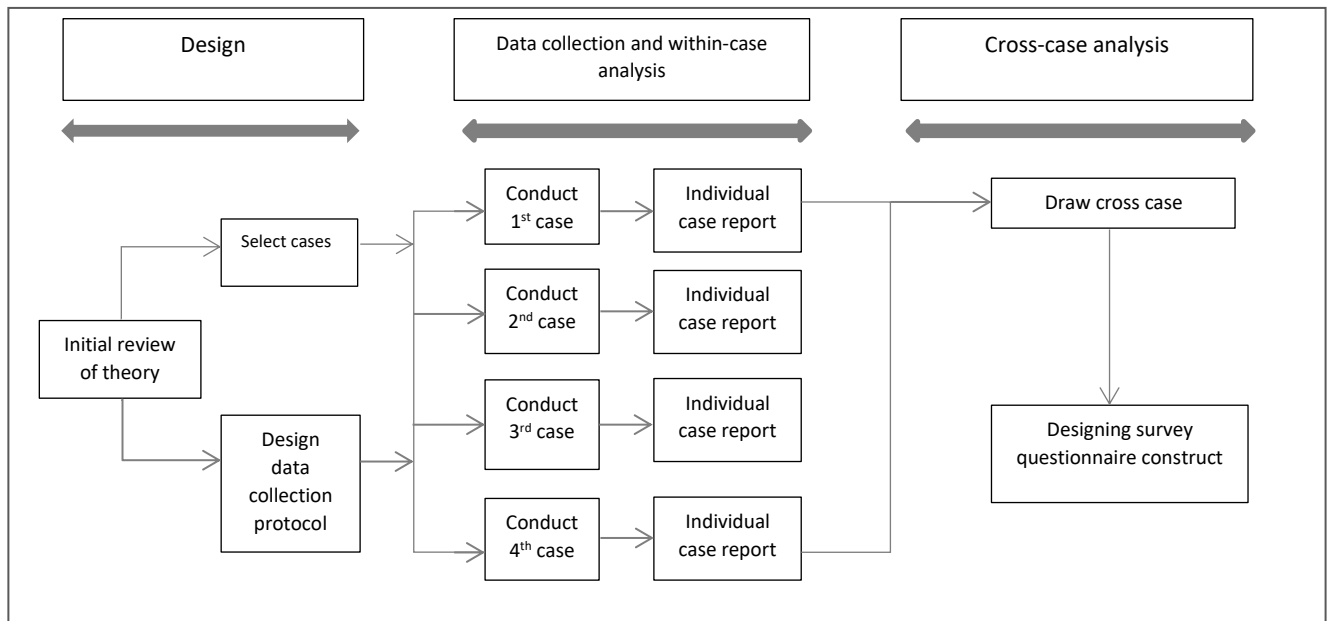 Design
Data collection and within-case
analysis
Cross-case analysis
Initial review
of theory
Select cases
Design
data
collection
protocol
Conduct
1st case
Individual
case report
Conduct
2nd case
Individual
case report
Conduct
3rd case
Individual
case report
Conduct
4th case
Individual
case report
Draw cross case
Designing survey
questionnaire construct